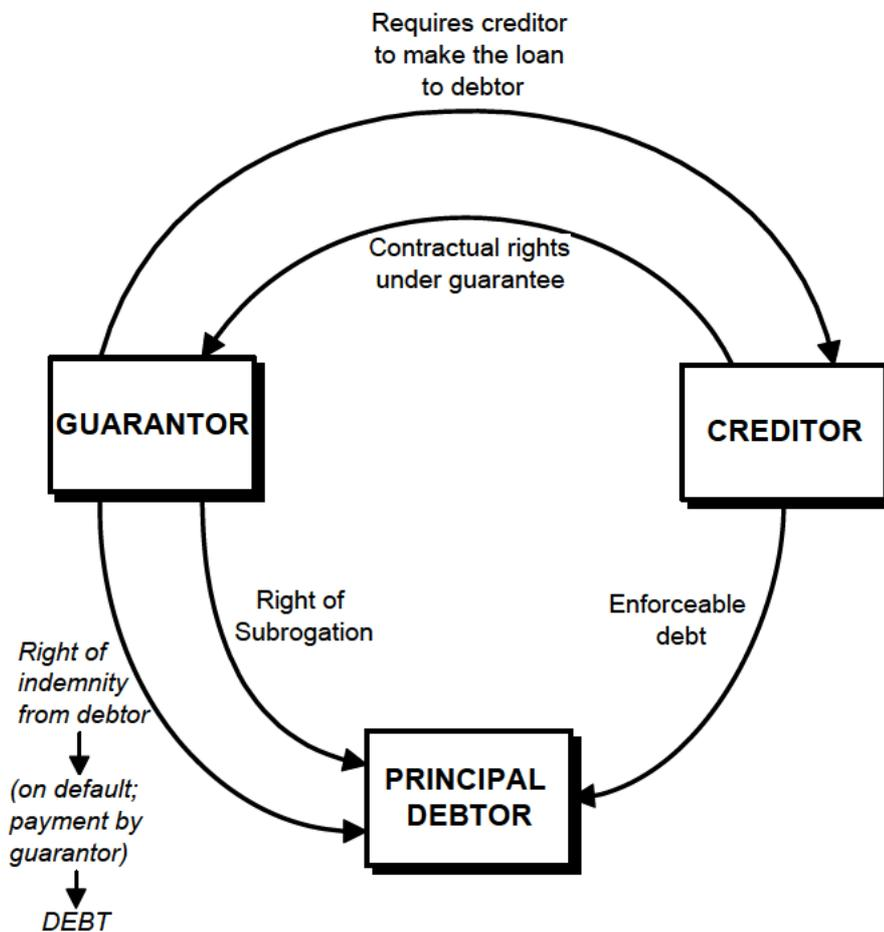 Requires creditor
to make the loan
to debtor
Contractual rights
under guarantee
GUARANTOR
CREDITOR
Right of
Subrogation
Enforceable
debt
Right of
indemnity
from debtor
(on default;
payment by
guarantor)
DEBT
PRINCIPAL
DEBTOR